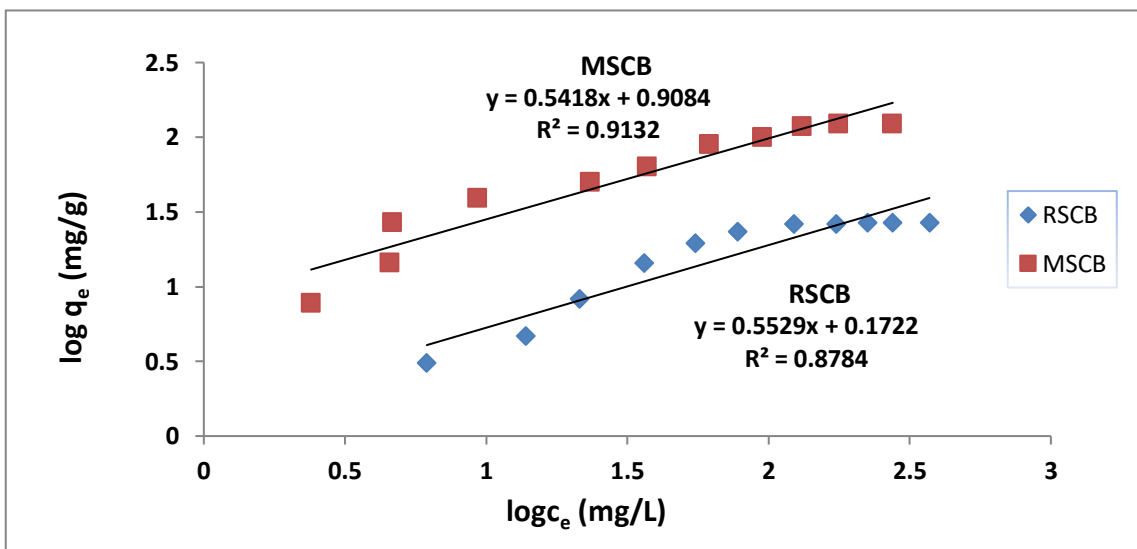 2.5
2
1.5
1
0.5
0
0
0.5
1
1.5
2
2.5
3
log qₑ (mg/g)
logcₑ (mg/L)
MSCB
y = 0.5418x + 0.9084
R² = 0.9132
RSCB
y = 0.5529x + 0.1722
R² = 0.8784
RSCB
MSCB